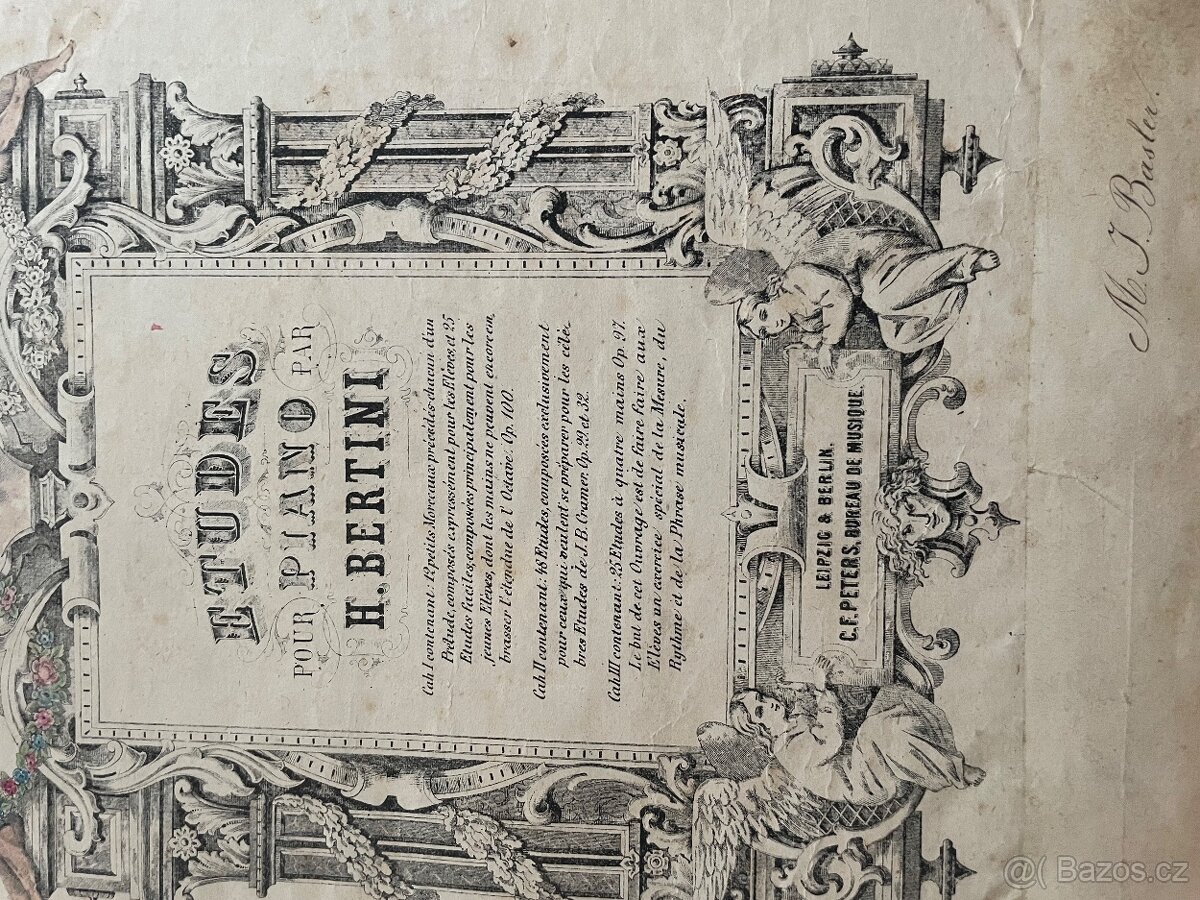 ETUDES
POUR PIANO PAR
H. BERTINI
Cah I contenant: 12 petits Morceaux précédés chacun d'un
Prélude, composés expressément pour les Elèves, et 25
Etudes faciles, composées principalement pour les
jeunes Elèves, dont les mains ne peuvent encor em,
brasser l'étendue de l'Octave. Op. 100.
Cah II contenant: 48 Etudes, composées exclusivement
pour ceux qui veulent se préparer pour les célè,
bres Etudes de J. B. Cramer. Op. 29 et 32.
Cah III contenant: 25 Etudes à quatre mains Op. 97.
Le but de cet Ouvrage est de faire faire aux
Elèves un exercice spécial de la Mesure, du
Rythme et de la Phrase musicale.
LEIPZIG & BERLIN.
C. F. PETERS, BUREAU DE MUSIQUE.
M. J. Basler.
@( Bazos.cz